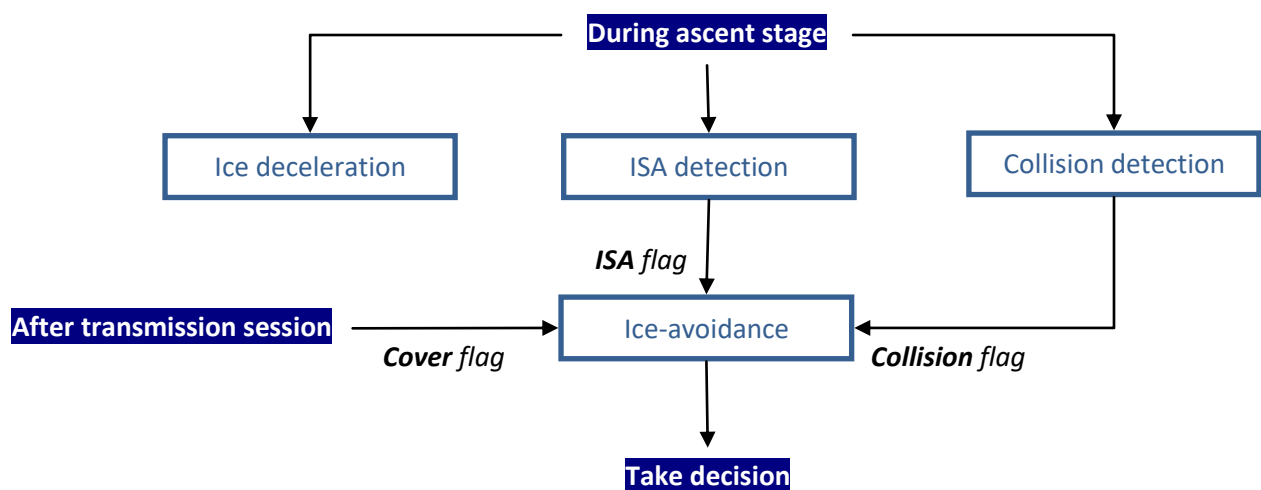 During ascent stage
Ice deceleration
ISA detection
Collision detection
ISA flag
After transmission session
Ice-avoidance
Cover flag
Collision flag
Take decision